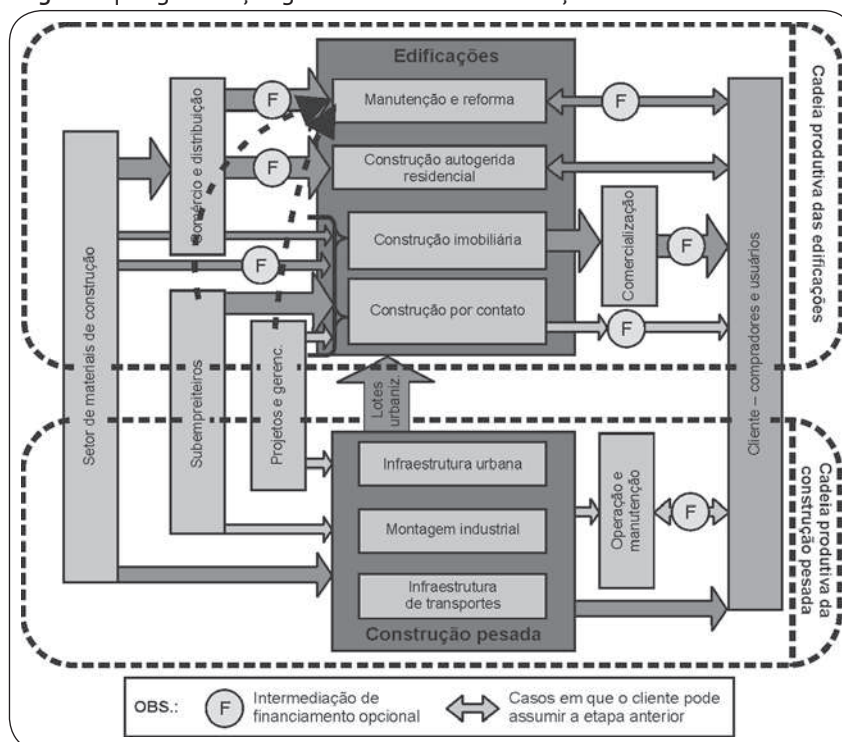 Edificações
Manutenção e reforma
Construção autogerida
residencial
Construção imobiliária
Construção por contato
Comércio e distribuição
Setor de materiais de construção
Subempreiteiros
Projetos e gerenc.
F
F
F
F
F
F
Comercialização
Cliente – compradores e usuários
Cadeia produtiva das edificações
Lotes
urbaniz.
Infraestrutura urbana
Montagem industrial
Infraestrutura
de transportes
Construção pesada
Operação e
manutenção
F
Cadeia produtiva da
construção pesada
OBS.:
F
Intermediação de
financiamento opcional
Casos em que o cliente pode
assumir a etapa anterior